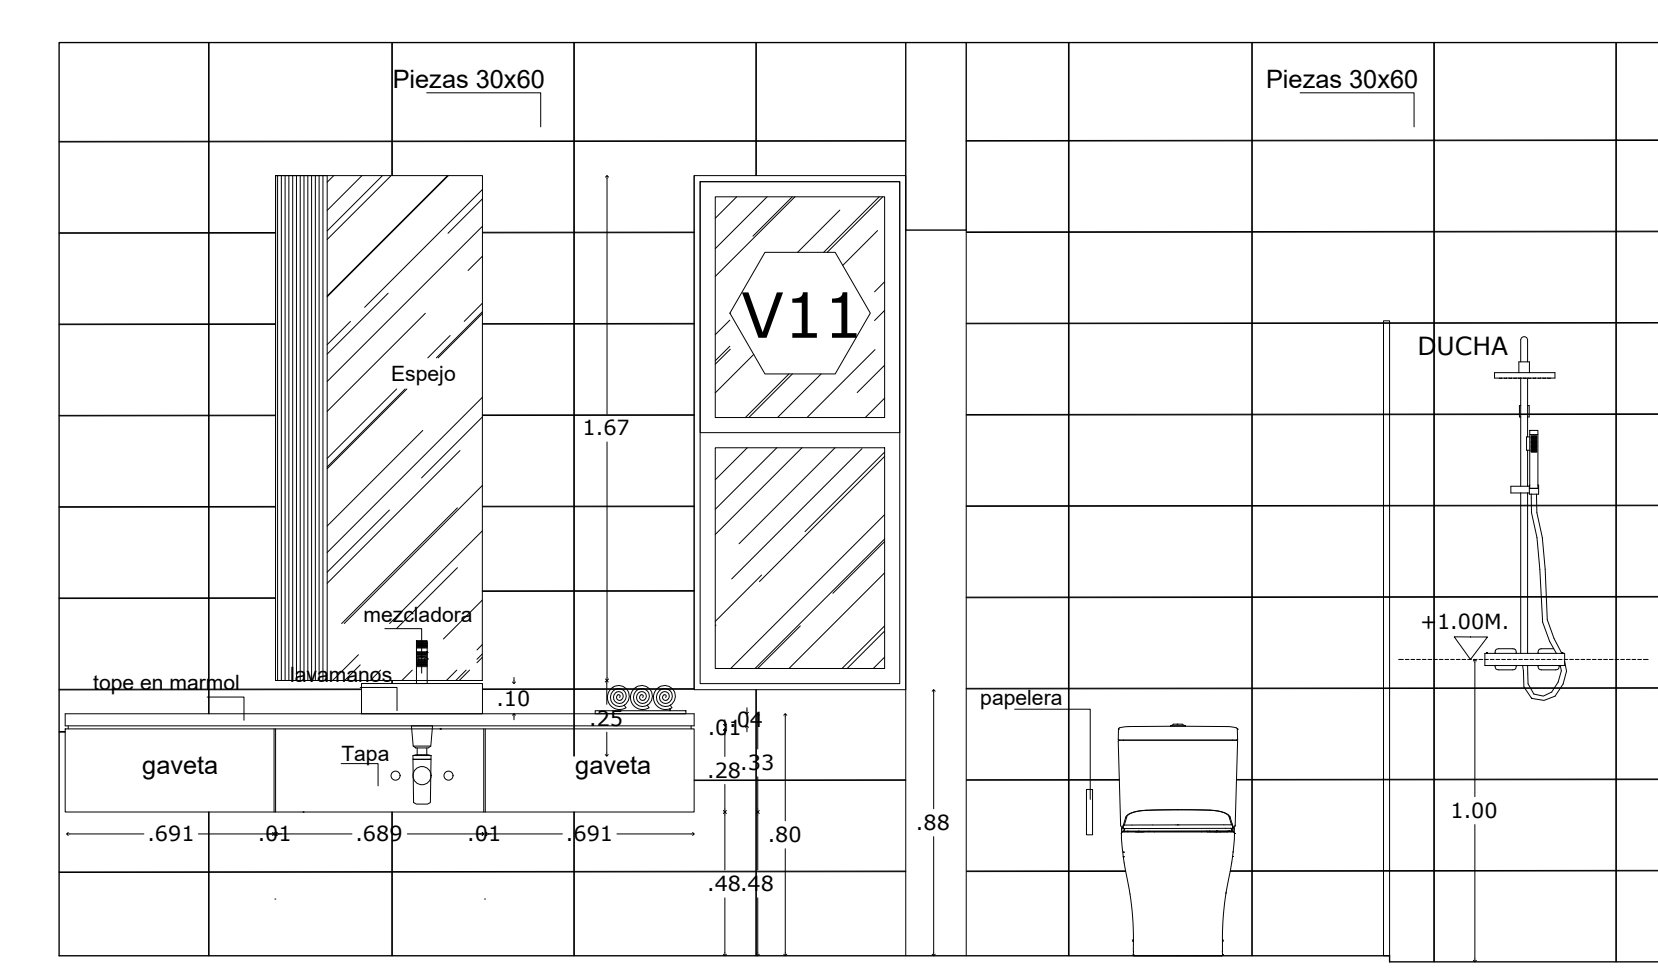 Piezas 30x60
Piezas 30x60
V11
DUCHA
Espejo
1.67
mezcladora
+1.00M.
tope en marmol
lavamanos
.10
papelera
.25
.01
.04
Tapa
gaveta
gaveta
.28
.33
1.00
.88
.691
.01
.689
.01
.691
.80
.48
.48